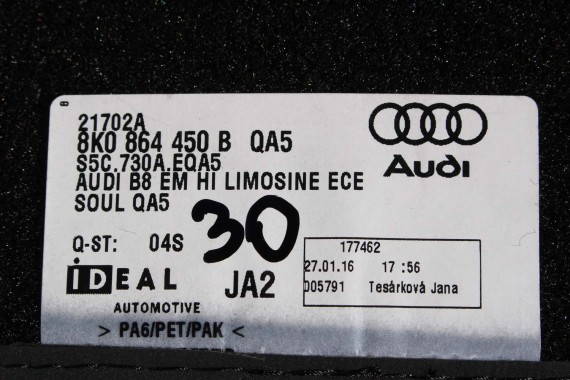 21702A
8K0 864 450 B QA5
S5C.730A.EQA5
AUDI B8 EM HI LIMOSINE ECE
SOUL QA5
Audi
Q-ST: 04S
30
177462
27.01.16 17:56
D05791 Tesárková Jana
iDEAL
JA2
AUTOMOTIVE
> PA6/PET/PAK <